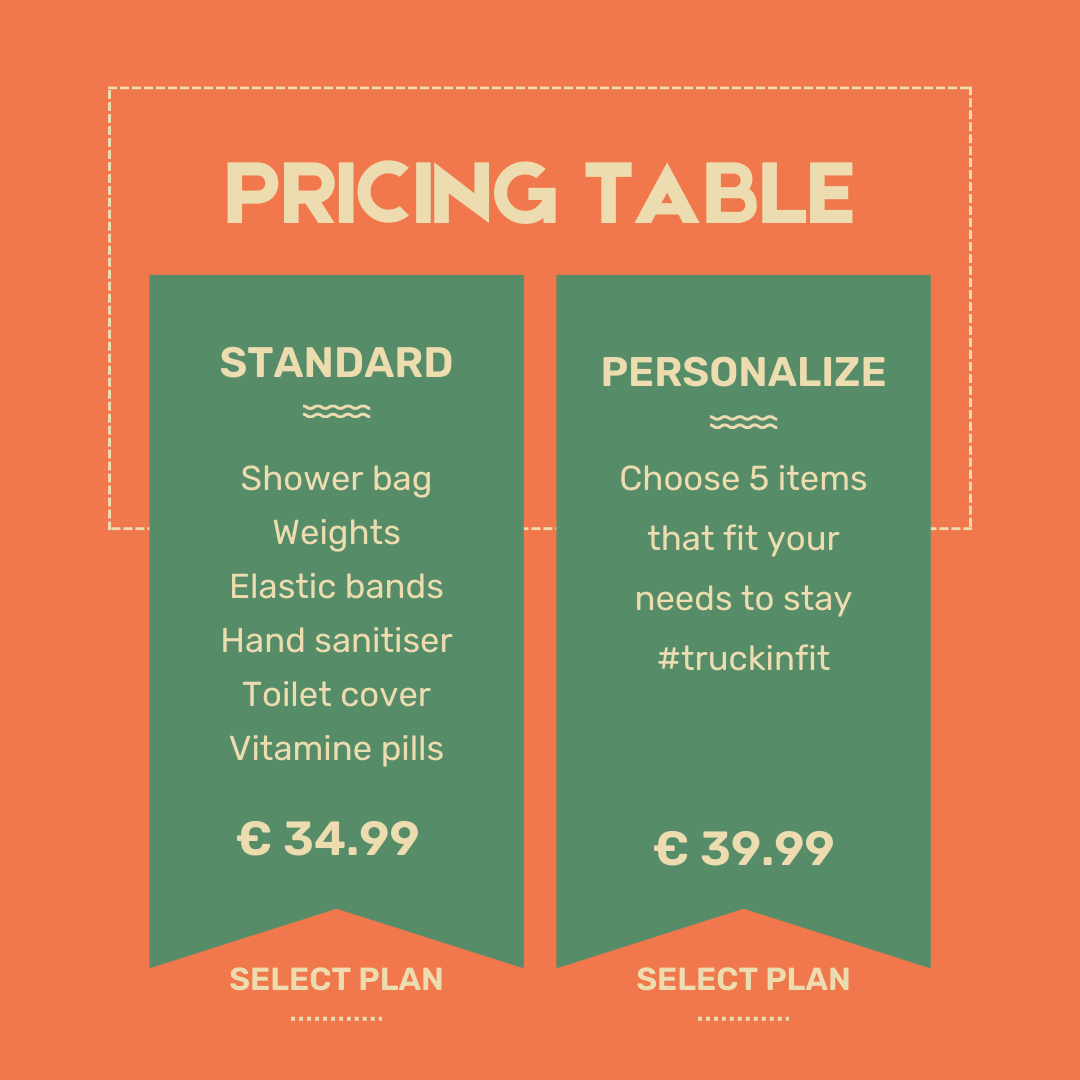 PRICING TABLE
STANDARD
Shower bag
Weights
Elastic bands
Hand sanitiser
Toilet cover
Vitamine pills
€ 34.99
SELECT PLAN
PERSONALIZE
Choose 5 items
that fit your
needs to stay
#truckinfit
€ 39.99
SELECT PLAN